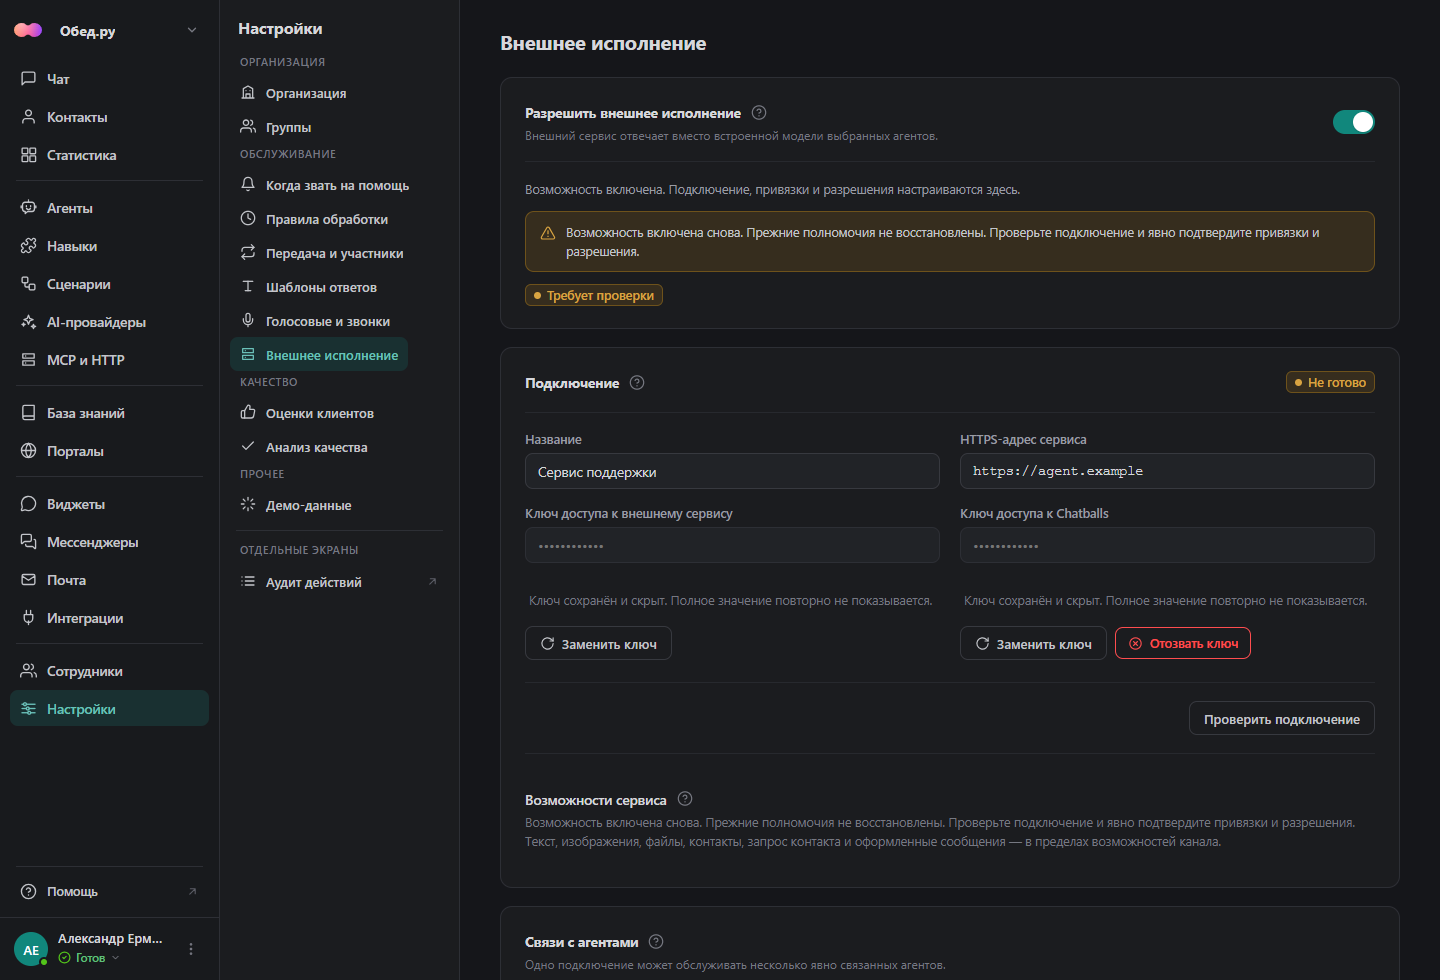 Обед.ру
Чат
Контакты
Статистика
Агенты
Навыки
Сценарии
AI-провайдеры
MCP и HTTP
База знаний
Порталы
Виджеты
Мессенджеры
Почта
Интеграции
Сотрудники
Настройки
Помощь
AE
Александр Ерм...
Готов
Настройки
ОРГАНИЗАЦИЯ
Организация
Группы
ОБСЛУЖИВАНИЕ
Когда звать на помощь
Правила обработки
Передача и участники
Шаблоны ответов
Голосовые и звонки
Внешнее исполнение
КАЧЕСТВО
Оценки клиентов
Анализ качества
ПРОЧЕЕ
Демо-данные
ОТДЕЛЬНЫЕ ЭКРАНЫ
Аудит действий
Внешнее исполнение
Разрешить внешнее исполнение
Внешний сервис отвечает вместо встроенной модели выбранных агентов.
Возможность включена. Подключение, привязки и разрешения настраиваются здесь.
Возможность включена снова. Прежние полномочия не восстановлены. Проверьте подключение и явно подтвердите привязки и
разрешения.
Требует проверки
Подключение
Не готово
Название
HTTPS-адрес сервиса
Сервис поддержки
https://agent.example
Ключ доступа к внешнему сервису
Ключ доступа к Chatballs
••••••••••••
••••••••••••
Ключ сохранён и скрыт. Полное значение повторно не показывается.
Ключ сохранён и скрыт. Полное значение повторно не показывается.
Заменить ключ
Заменить ключ
Отозвать ключ
Проверить подключение
Возможности сервиса
Возможность включена снова. Прежние полномочия не восстановлены. Проверьте подключение и явно подтвердите привязки и разрешения.
Текст, изображения, файлы, контакты, запрос контакта и оформленные сообщения — в пределах возможностей канала.
Связи с агентами
Одно подключение может обслуживать несколько явно связанных агентов.